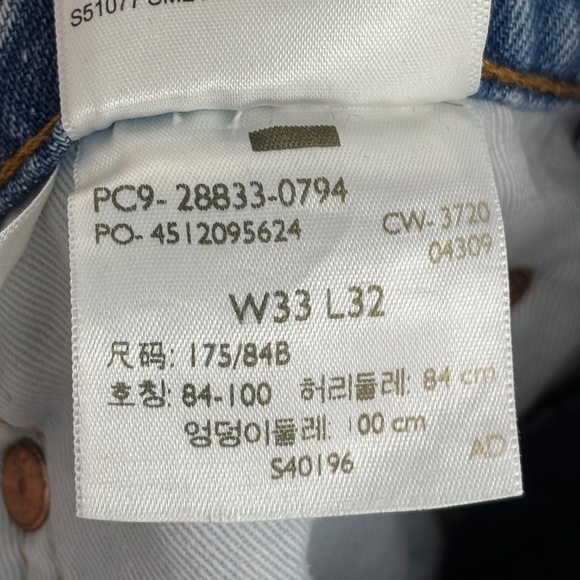 S51077
PC9- 28833-0794
PO- 4512095624
CW- 3720
04309
W33 L32
尺码: 175/84B
호칭: 84-100 허리둘레: 84 cm
엉덩이둘레: 100 cm
S40196
AD